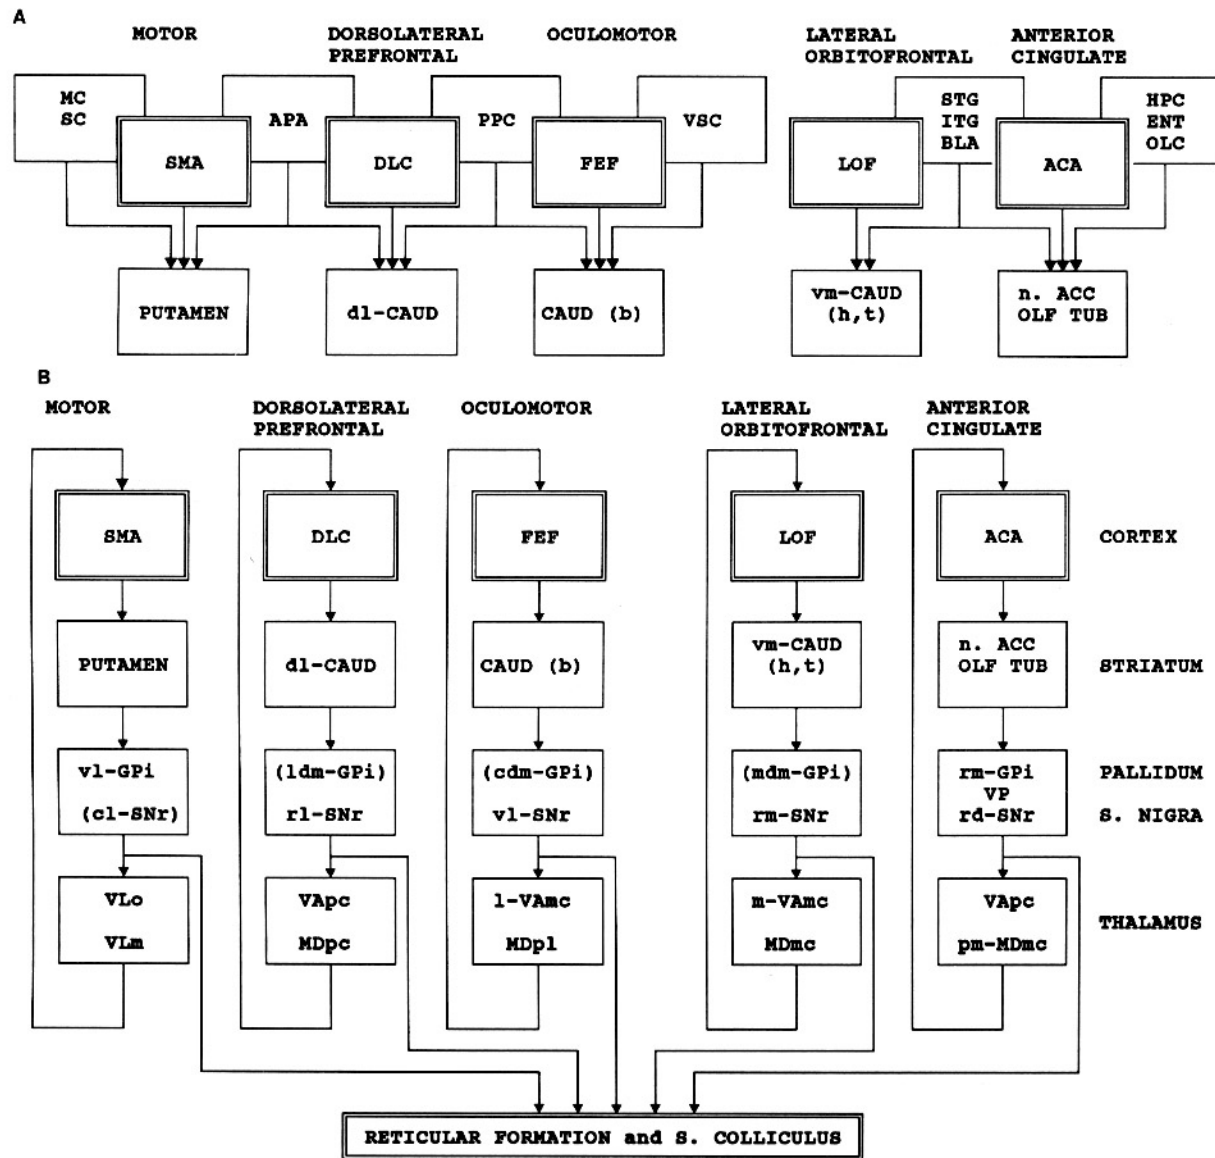 A
MOTOR
DORSOLATERAL
PREFRONTAL
OCULOMOTOR
LATERAL
ORBITOFRONTAL
ANTERIOR
CINGULATE
MC
SC
SMA
APA
DLC
PPC
FEF
VSC
LOF
STG
ITG
BLA
ACA
HPC
ENT
OLC
PUTAMEN
dl-CAUD
CAUD (b)
vm-CAUD
(h,t)
n. ACC
OLF TUB
B
MOTOR
DORSOLATERAL
PREFRONTAL
OCULOMOTOR
LATERAL
ORBITOFRONTAL
ANTERIOR
CINGULATE
SMA
DLC
FEF
LOF
ACA
CORTEX
PUTAMEN
dl-CAUD
CAUD (b)
vm-CAUD
(h,t)
n. ACC
OLF TUB
STRIATUM
vl-GPi
(cl-SNr)
(ldm-GPi)
rl-SNr
(cdm-GPi)
vl-SNr
(mdm-GPi)
rm-SNr
rm-GPi
VP
rd-SNr
PALLIDUM
S. NIGRA
VLo
VLm
VApc
MDpc
l-VAmc
MDpl
m-VAmc
MDmc
VApc
pm-MDmc
THALAMUS
RETICULAR FORMATION and S. COLLICULUS